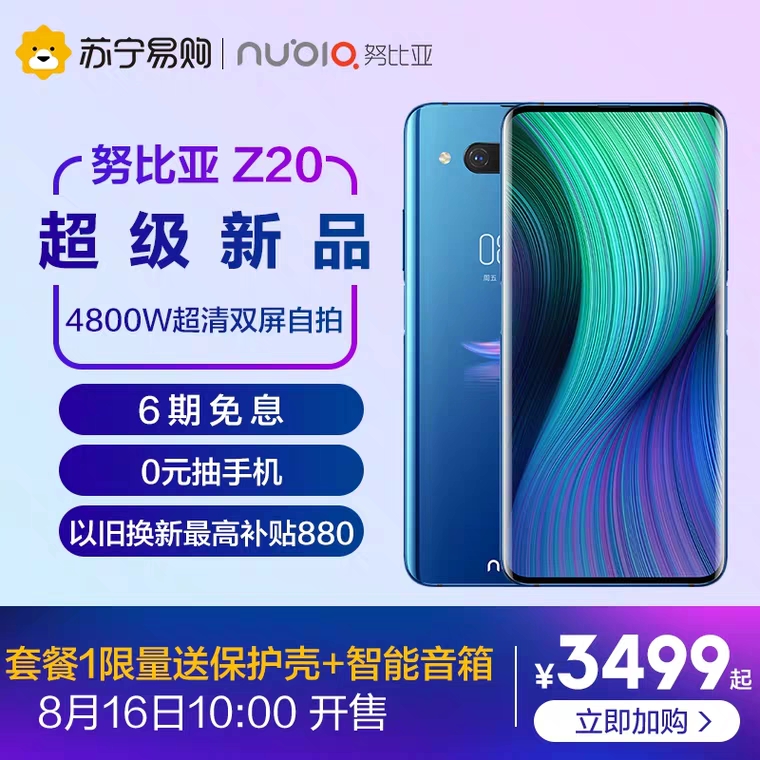 苏宁易购 | nubia 努比亚
努比亚 Z20
超级新品
4800W超清双屏自拍
6期免息
0元抽手机
以旧换新最高补贴880
周五
套餐1限量送保护壳+智能音箱
8月16日10:00 开售
¥3499起
立即加购 >